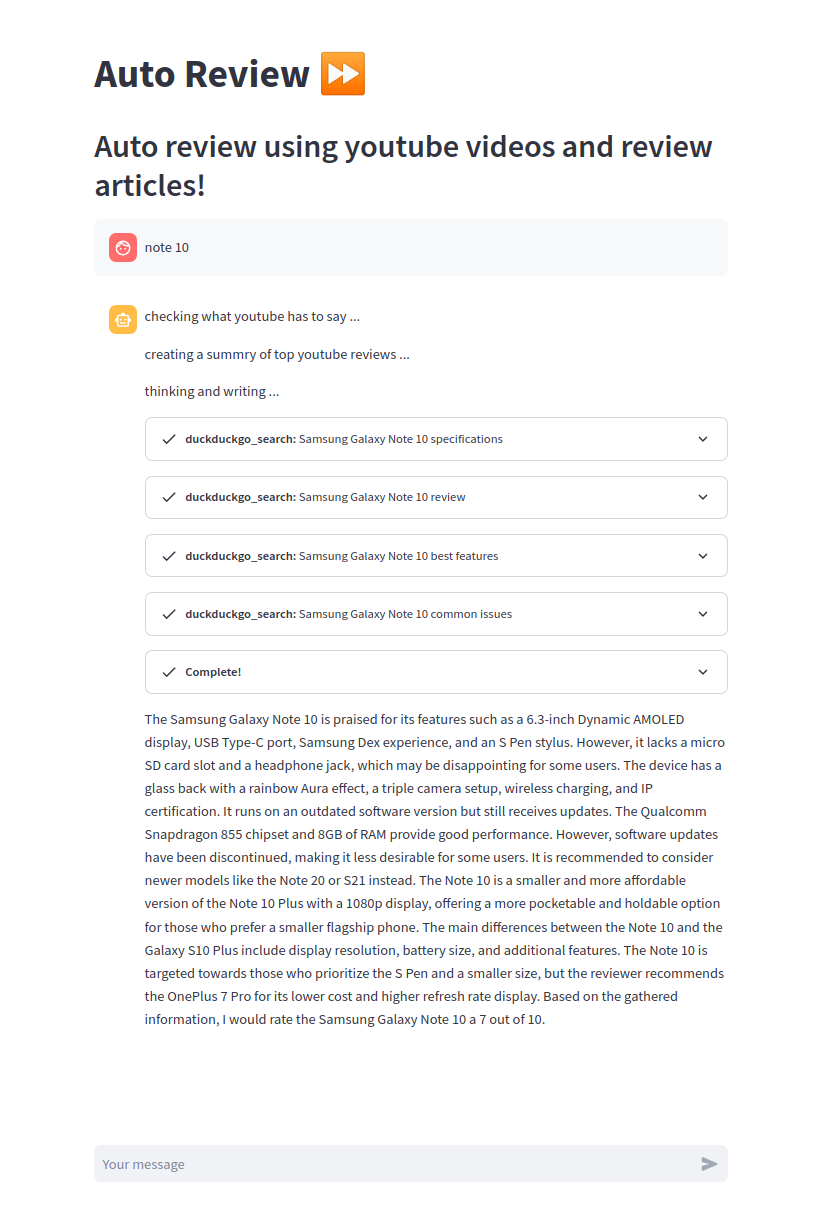 Auto Review ⏩
Auto review using youtube videos and review
articles!
note 10
checking what youtube has to say ...
creating a summry of top youtube reviews ...
thinking and writing ...
duckduckgo_search: Samsung Galaxy Note 10 specifications
duckduckgo_search: Samsung Galaxy Note 10 review
duckduckgo_search: Samsung Galaxy Note 10 best features
duckduckgo_search: Samsung Galaxy Note 10 common issues
Complete!
The Samsung Galaxy Note 10 is praised for its features such as a 6.3-inch Dynamic AMOLED
display, USB Type-C port, Samsung Dex experience, and an S Pen stylus. However, it lacks a micro
SD card slot and a headphone jack, which may be disappointing for some users. The device has a
glass back with a rainbow Aura effect, a triple camera setup, wireless charging, and IP
certification. It runs on an outdated software version but still receives updates. The Qualcomm
Snapdragon 855 chipset and 8GB of RAM provide good performance. However, software updates
have been discontinued, making it less desirable for some users. It is recommended to consider
newer models like the Note 20 or S21 instead. The Note 10 is a smaller and more affordable
version of the Note 10 Plus with a 1080p display, offering a more pocketable and holdable option
for those who prefer a smaller flagship phone. The main differences between the Note 10 and the
Galaxy S10 Plus include display resolution, battery size, and additional features. The Note 10 is
targeted towards those who prioritize the S Pen and a smaller size, but the reviewer recommends
the OnePlus 7 Pro for its lower cost and higher refresh rate display. Based on the gathered
information, I would rate the Samsung Galaxy Note 10 a 7 out of 10.
Your message